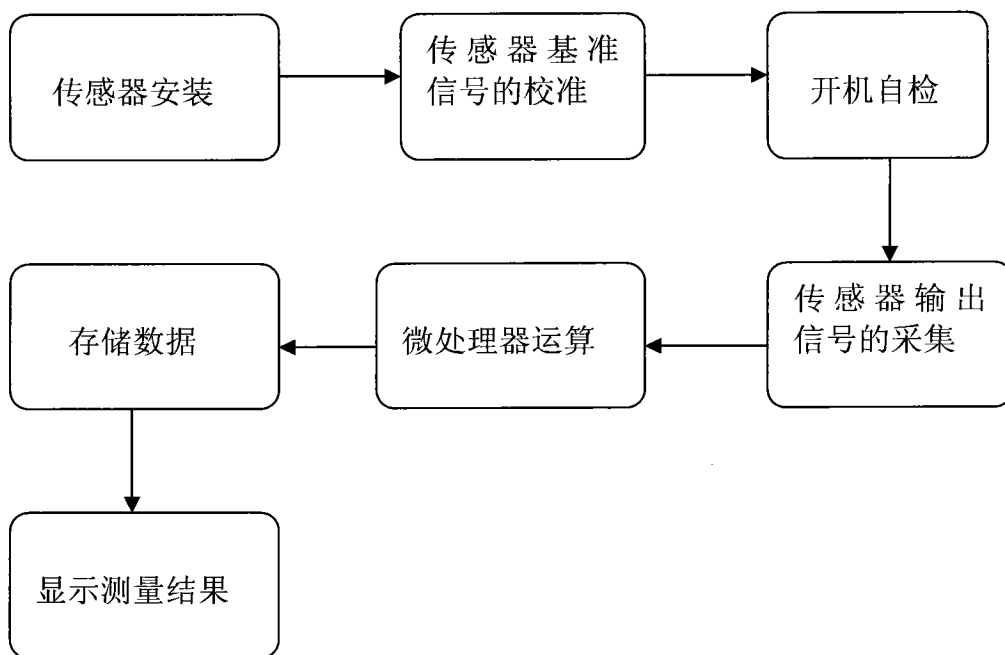 传感器安装
传感器基准
信号的校准
开机自检
传感器输出
信号的采集
微处理器运算
存储数据
显示测量结果